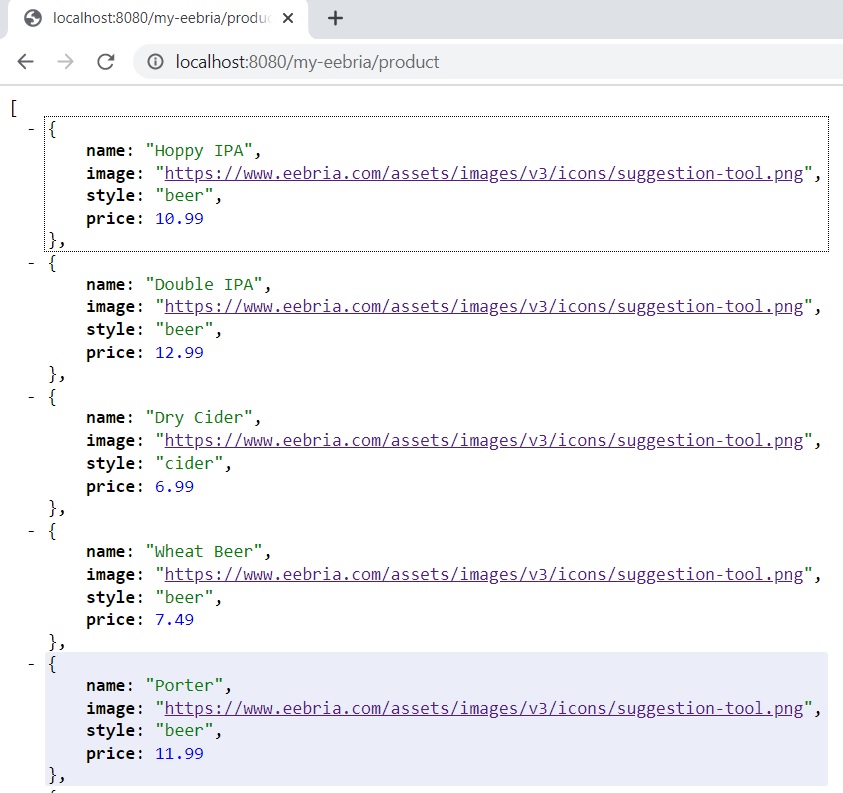 localhost:8080/my-eebria/produ
localhost:8080/my-eebria/product
[
- {
name: "Hoppy IPA",
image: "https://www.eebria.com/assets/images/v3/icons/suggestion-tool.png",
style: "beer",
price: 10.99
},
- {
name: "Double IPA",
image: "https://www.eebria.com/assets/images/v3/icons/suggestion-tool.png",
style: "beer",
price: 12.99
},
- {
name: "Dry Cider",
image: "https://www.eebria.com/assets/images/v3/icons/suggestion-tool.png",
style: "cider",
price: 6.99
},
- {
name: "Wheat Beer",
image: "https://www.eebria.com/assets/images/v3/icons/suggestion-tool.png",
style: "beer",
price: 7.49
},
- {
name: "Porter",
image: "https://www.eebria.com/assets/images/v3/icons/suggestion-tool.png",
style: "beer",
price: 11.99
},